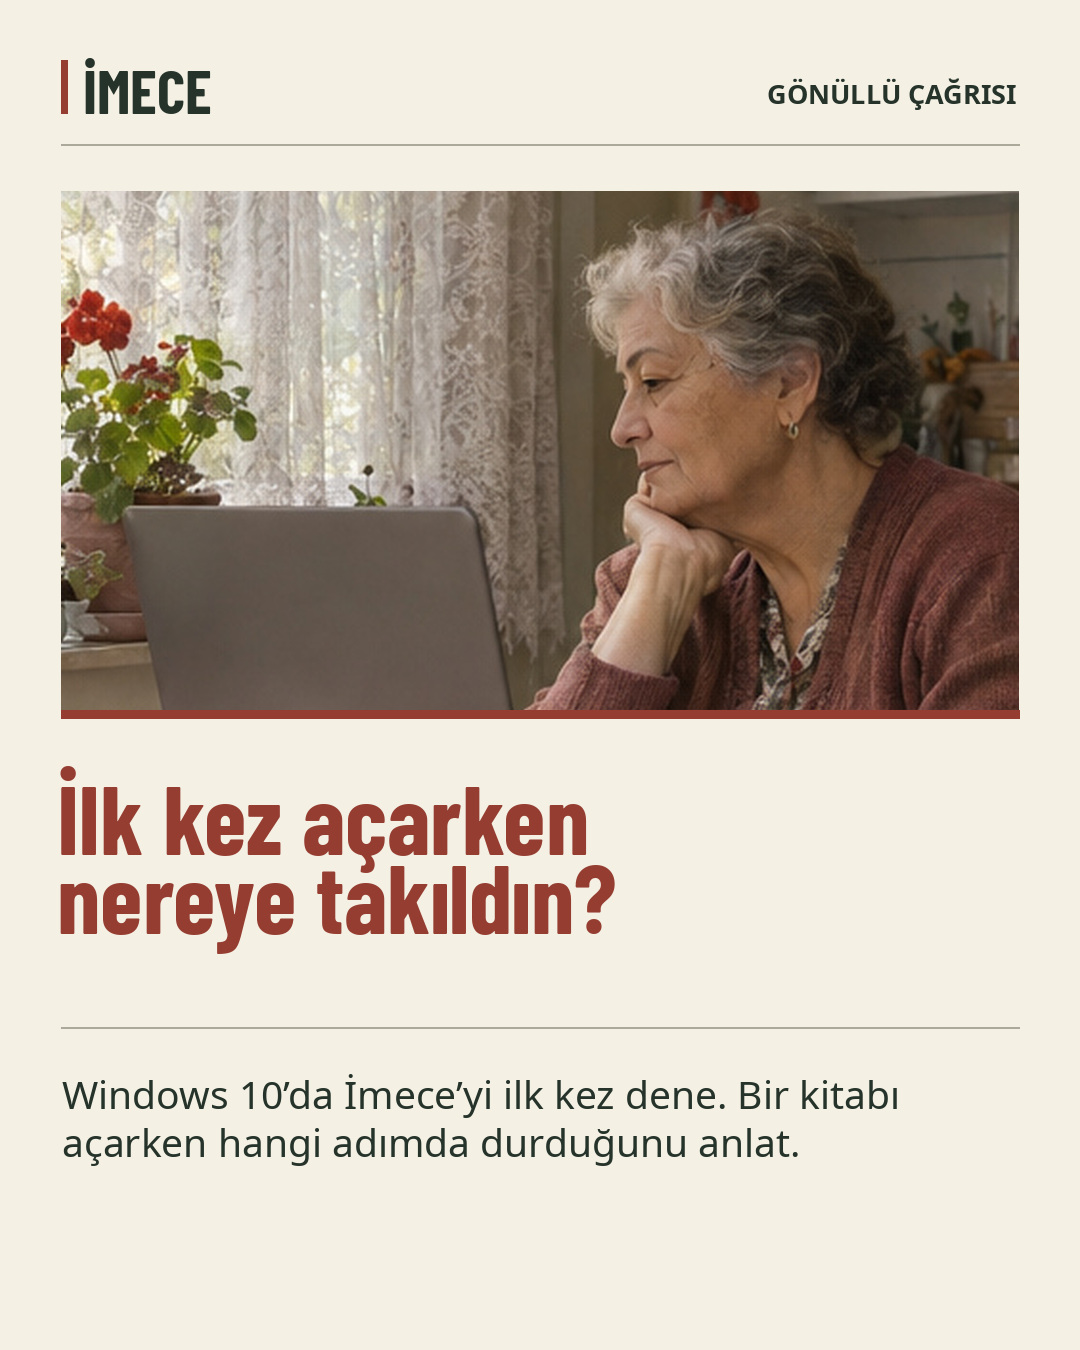 İMECE
GÖNÜLLÜ ÇAĞRISI
İlk kez açarken
nereye takıldın?
Windows 10’da İmece’yi ilk kez dene. Bir kitabı
açarken hangi adımda durduğunu anlat.